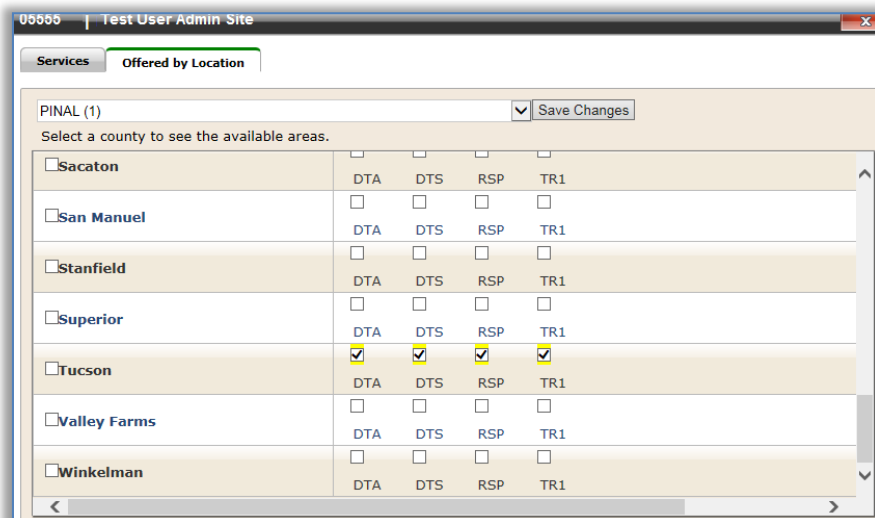 05555 | Test User Admin Site
Services Offered by Location
PINAL (1) Save Changes
Select a county to see the available areas.
Sacaton DTA DTS RSP TR1
San Manuel DTA DTS RSP TR1
Stanfield DTA DTS RSP TR1
Superior DTA DTS RSP TR1
Tucson DTA DTS RSP TR1
Valley Farms DTA DTS RSP TR1
Winkelman DTA DTS RSP TR1